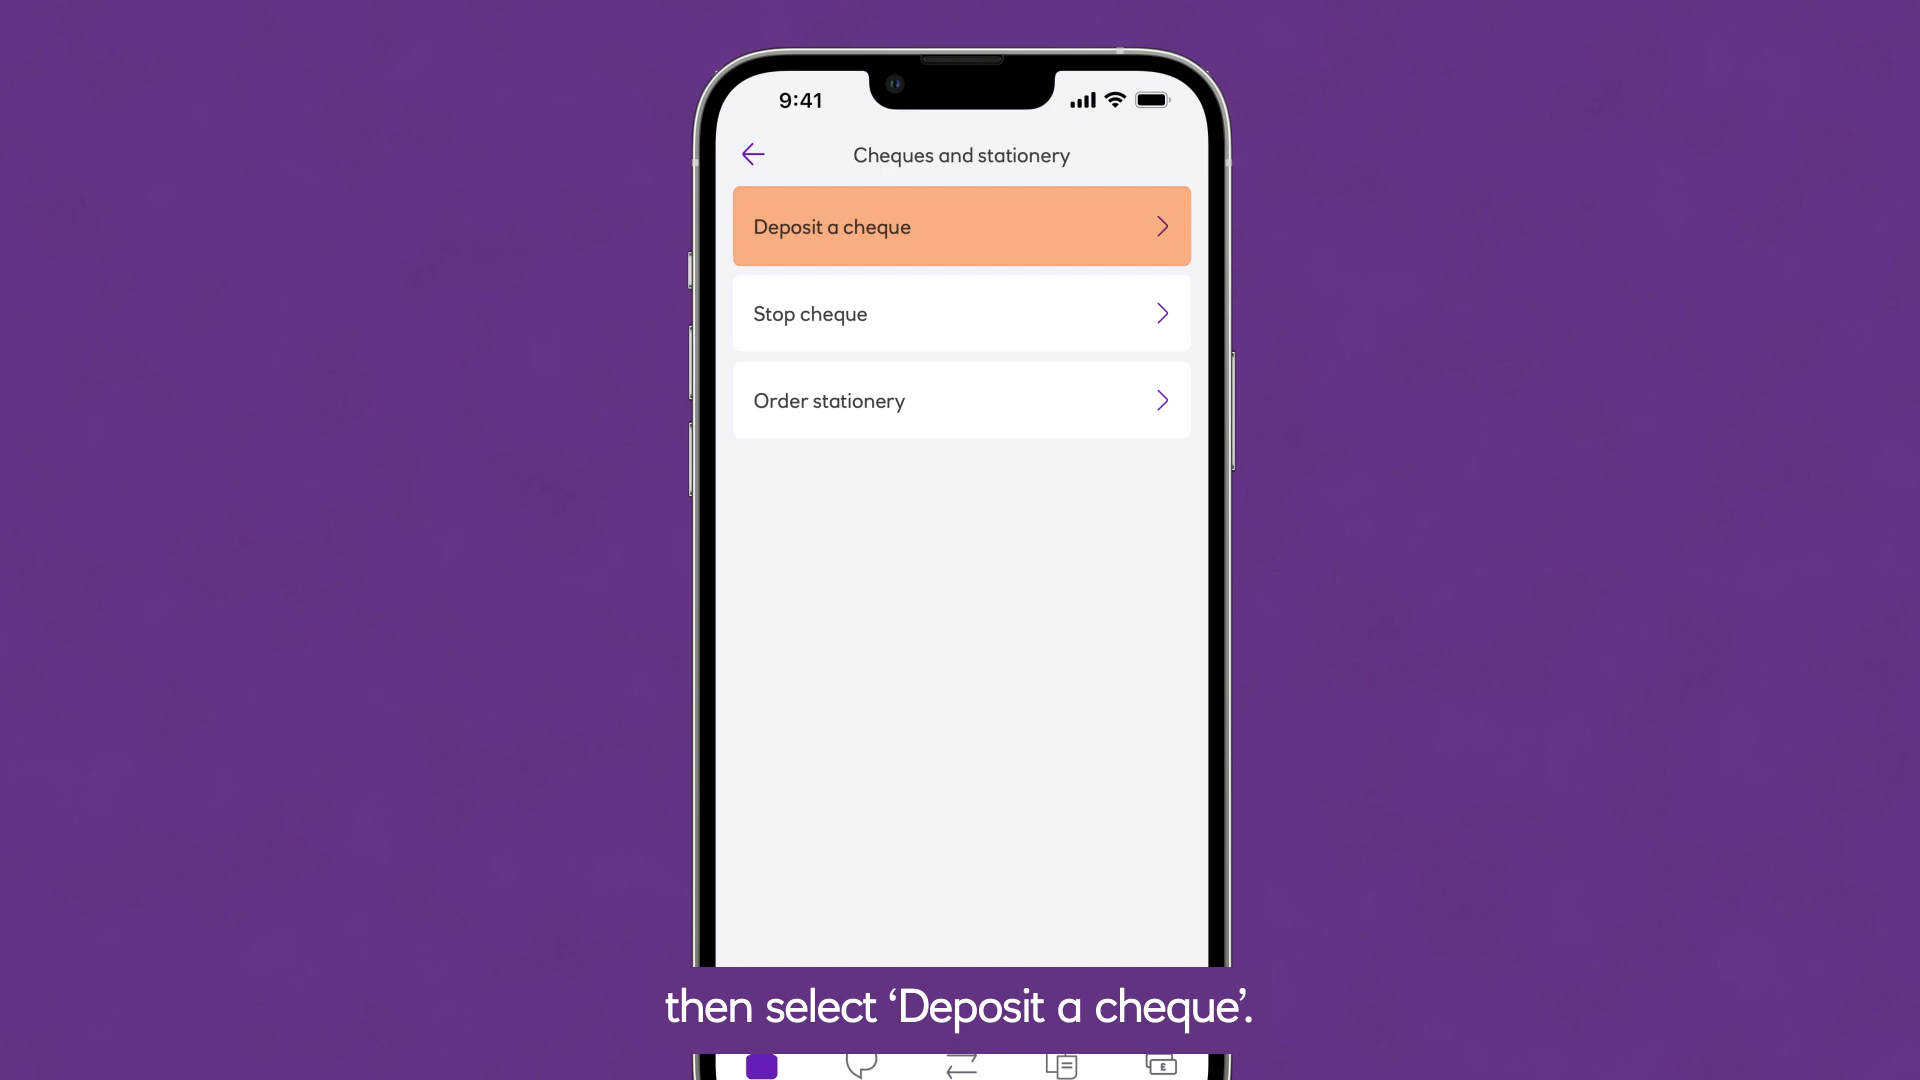 9:41
Cheques and stationery
Deposit a cheque
Stop cheque
Order stationery
then select ‘Deposit a cheque’.
£